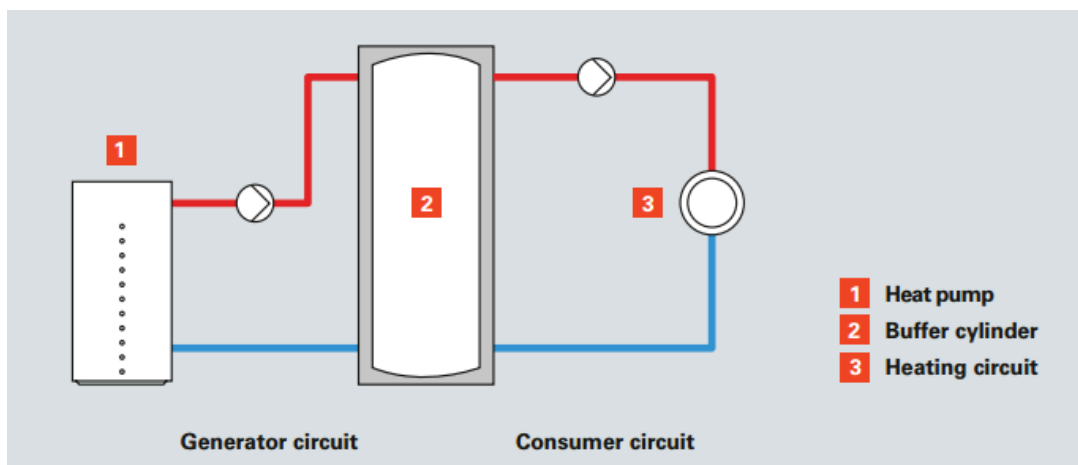 1
2
3
1 Heat pump
2 Buffer cylinder
3 Heating circuit
Generator circuit
Consumer circuit